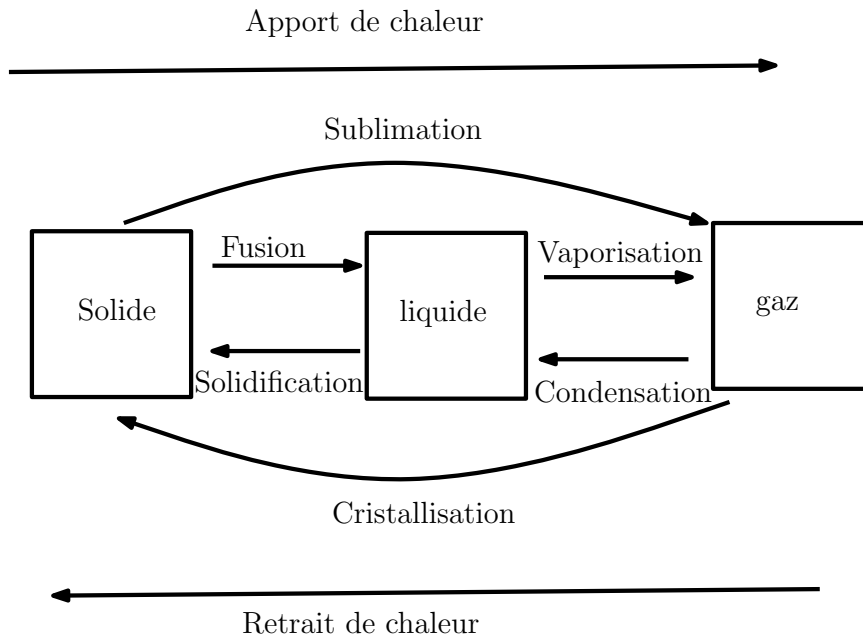 Apport de chaleur
Sublimation
Fusion
Vaporisation
Solide
liquide
gaz
Solidification
Condensation
Cristallisation
Retrait de chaleur